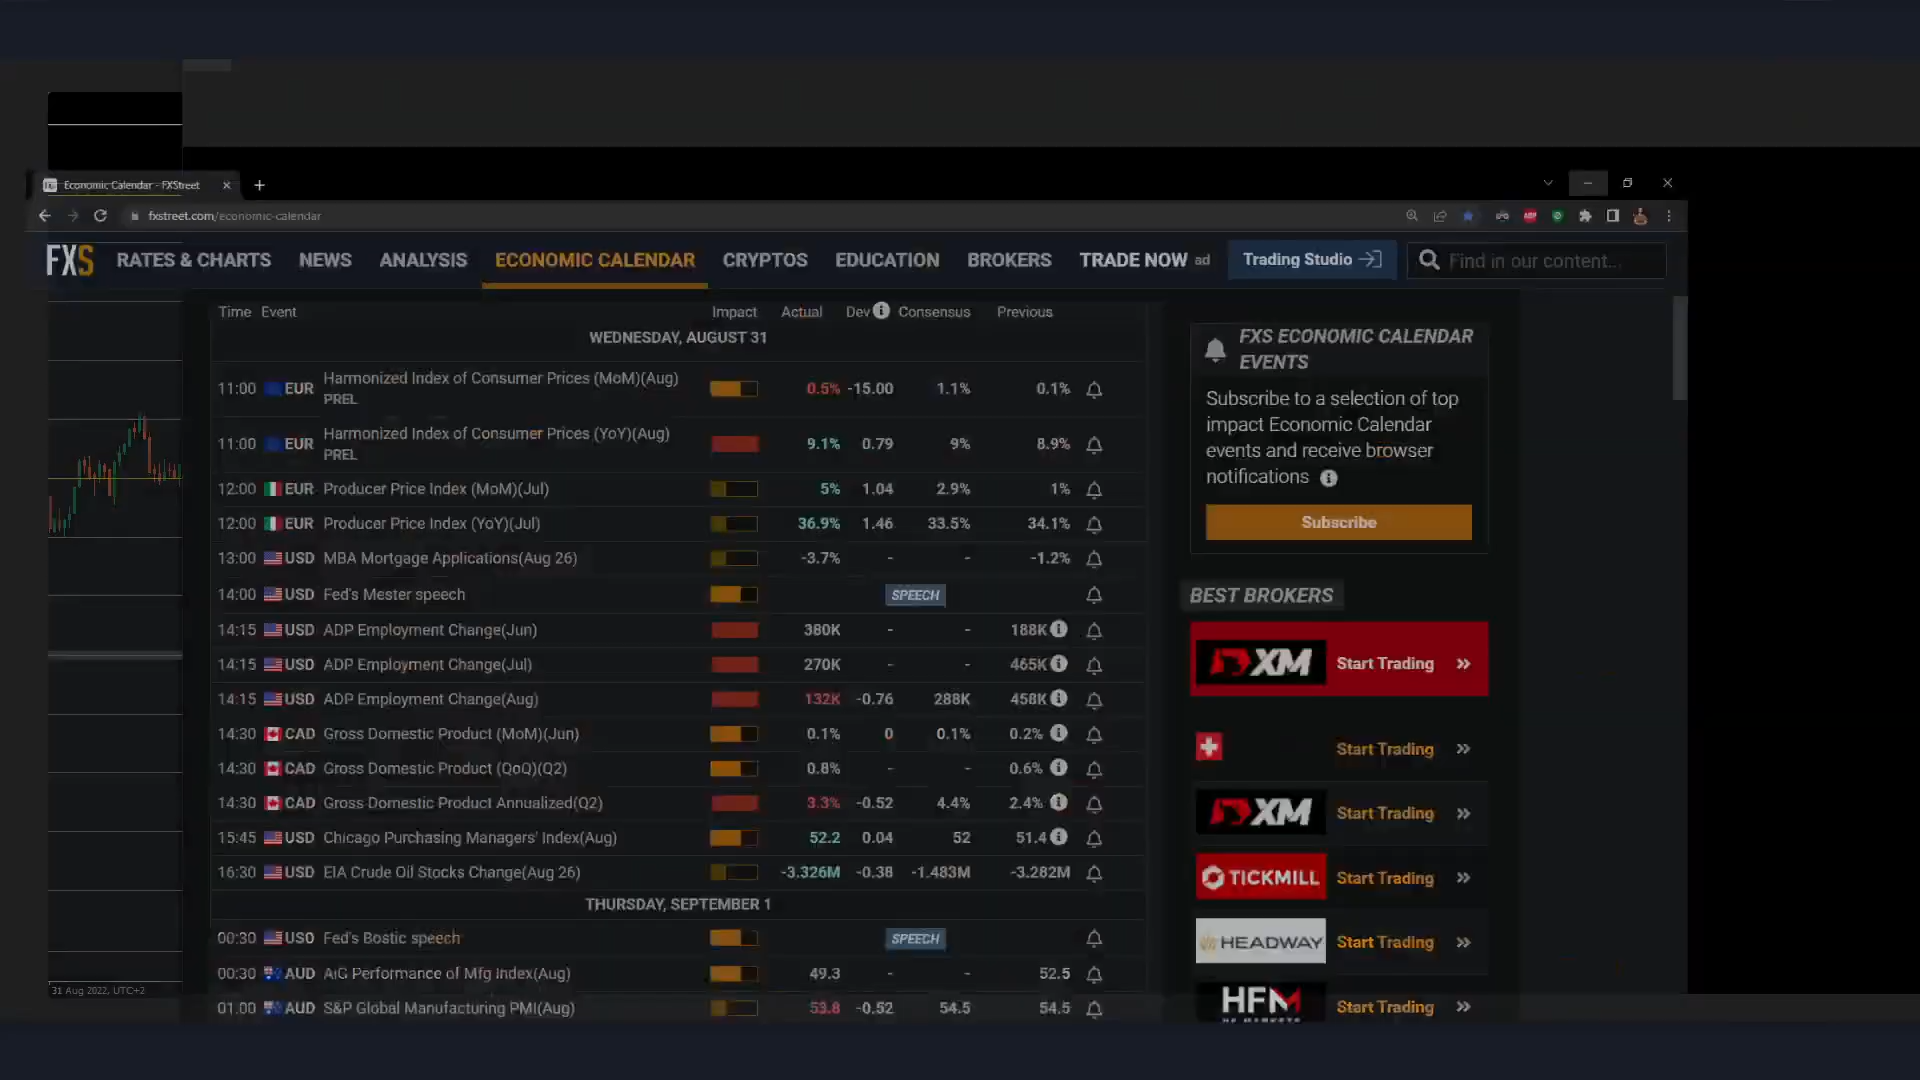 Economic Calendar - FXStreet
fxstreet.com/economic-calendar
FXS RATES & CHARTS NEWS ANALYSIS ECONOMIC CALENDAR CRYPTOS EDUCATION BROKERS TRADE NOW ad Trading Studio Find in our content...
Time Event Impact Actual Dev Consensus Previous
WEDNESDAY, AUGUST 31
11:00 EUR Harmonized Index of Consumer Prices (MoM)(Aug) PREL 0.5% -15.00 1.1% 0.1%
11:00 EUR Harmonized Index of Consumer Prices (YoY)(Aug) PREL 9.1% 0.79 9% 8.9%
12:00 EUR Producer Price Index (MoM)(Jul) 5% 1.04 2.9% 1%
12:00 EUR Producer Price Index (YoY)(Jul) 36.9% 1.46 33.5% 34.1%
13:00 USD MBA Mortgage Applications(Aug 26) -3.7% - - -1.2%
14:00 USD Fed's Mester speech SPEECH
14:15 USD ADP Employment Change(Jun) 380K - - 188K
14:15 USD ADP Employment Change(Jul) 270K - - 465K
14:15 USD ADP Employment Change(Aug) 132K -0.76 288K 458K
14:30 CAD Gross Domestic Product (MoM)(Jun) 0.1% 0 0.1% 0.2%
14:30 CAD Gross Domestic Product (QoQ)(Q2) 0.8% - - 0.6%
14:30 CAD Gross Domestic Product Annualized(Q2) 3.3% -0.52 4.4% 2.4%
15:45 USD Chicago Purchasing Managers' Index(Aug) 52.2 0.04 52 51.4
16:30 USD EIA Crude Oil Stocks Change(Aug 26) -3.326M -0.38 -1.483M -3.282M
THURSDAY, SEPTEMBER 1
00:30 USD Fed's Bostic speech SPEECH
00:30 AUD AiG Performance of Mfg Index(Aug) 49.3 - - 52.5
01:00 AUD S&P Global Manufacturing PMI(Aug) 53.8 -0.52 54.5 54.5
FXS ECONOMIC CALENDAR
EVENTS
Subscribe to a selection of top
impact Economic Calendar
events and receive browser
notifications
Subscribe
BEST BROKERS
XM Start Trading
Start Trading
XM Start Trading
TICKMILL Start Trading
HEADWAY Start Trading
HFM Start Trading
31 Aug 2022, UTC+2